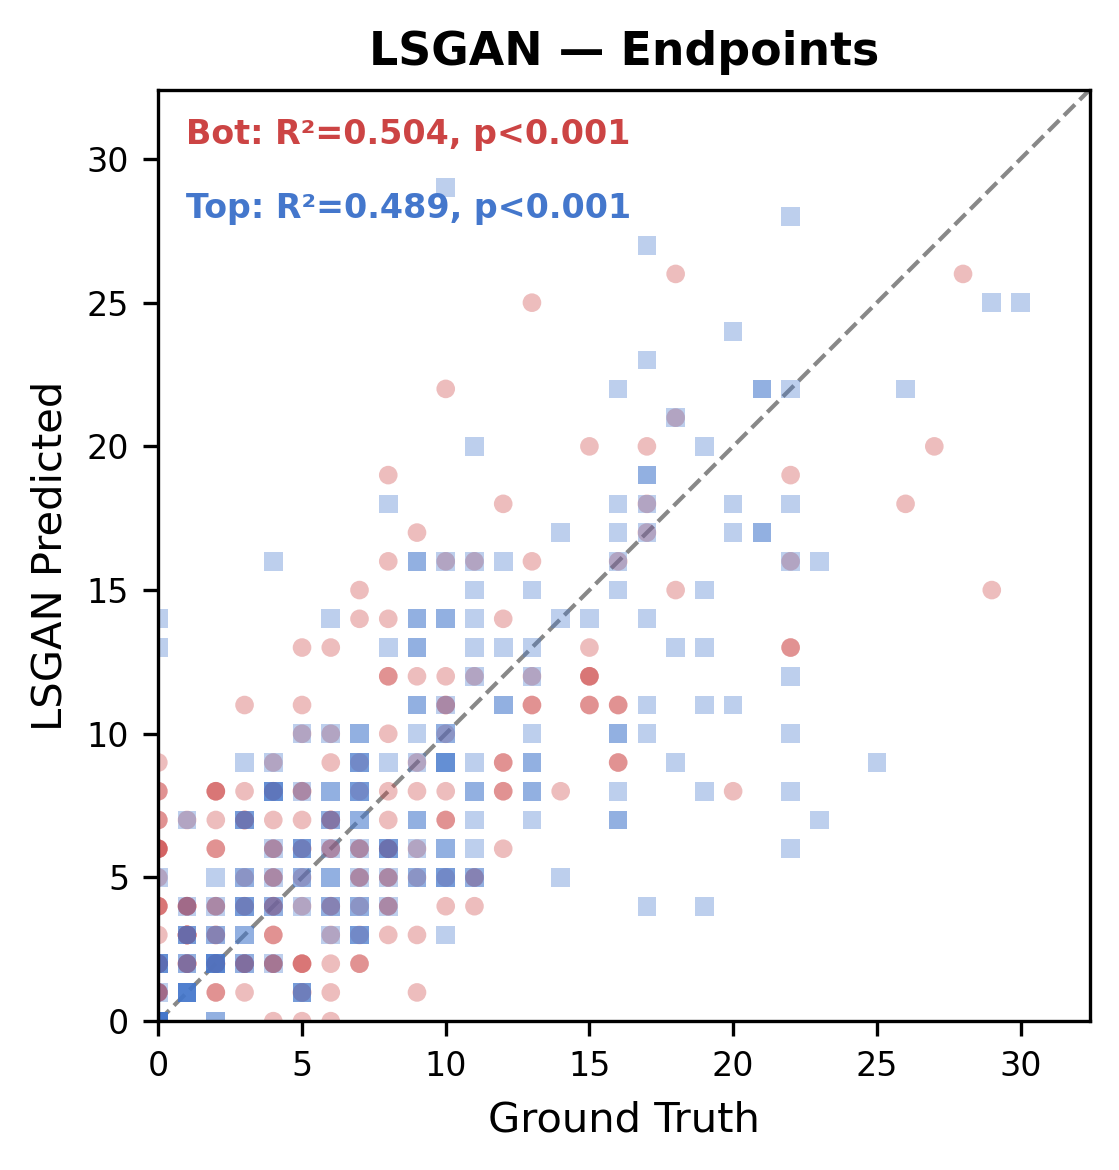 LSGAN — Endpoints
Bot: R²=0.504, p<0.001
Top: R²=0.489, p<0.001
30
25
20
15
10
5
0
LSGAN Predicted
0 5 10 15 20 25 30
Ground Truth